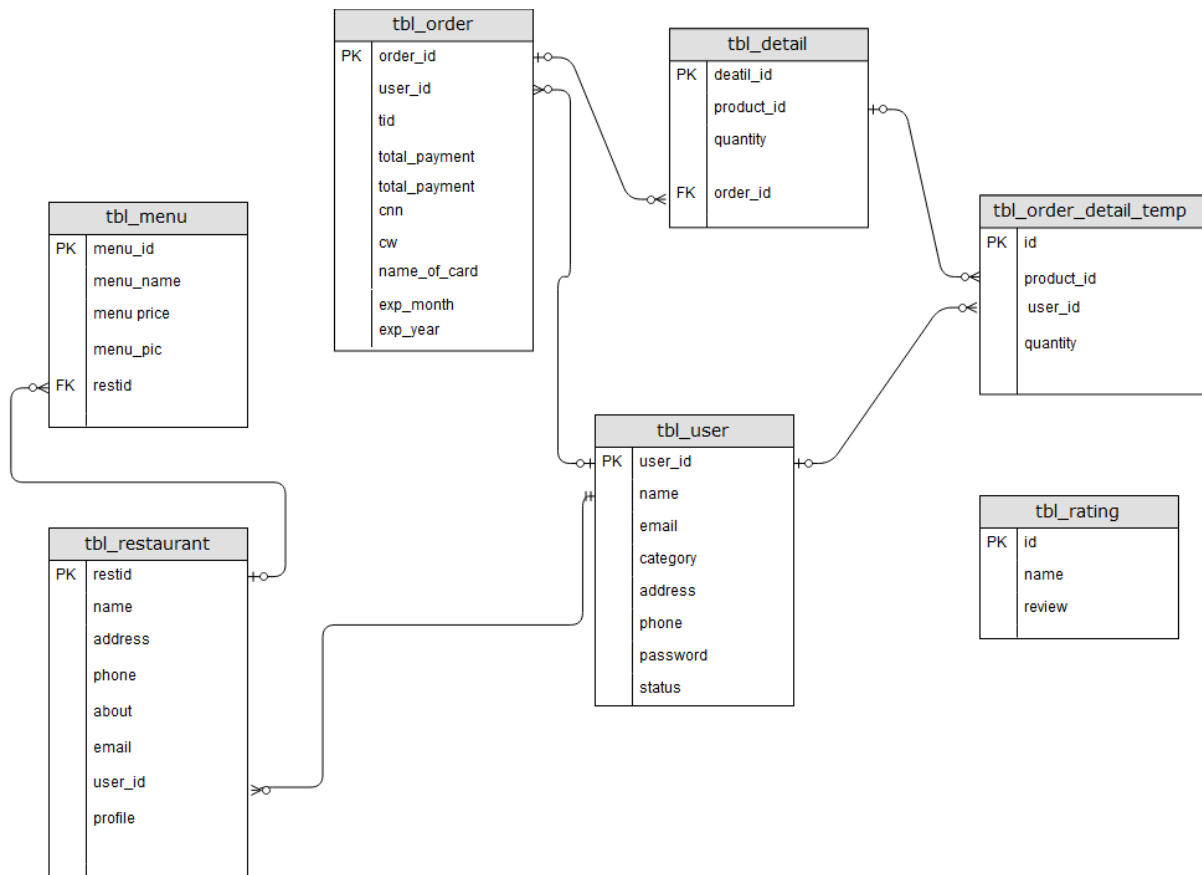 tbl_order
PK order_id
user_id
tid
total_payment
total_payment
cnn
cw
name_of_card
exp_month
exp_year
tbl_detail
PK deatil_id
product_id
quantity
FK order_id
tbl_menu
PK menu_id
menu_name
menu price
menu_pic
FK restid
tbl_order_detail_temp
PK id
product_id
user_id
quantity
tbl_user
PK user_id
name
email
category
address
phone
password
status
tbl_rating
PK id
name
review
tbl_restaurant
PK restid
name
address
phone
about
email
user_id
profile